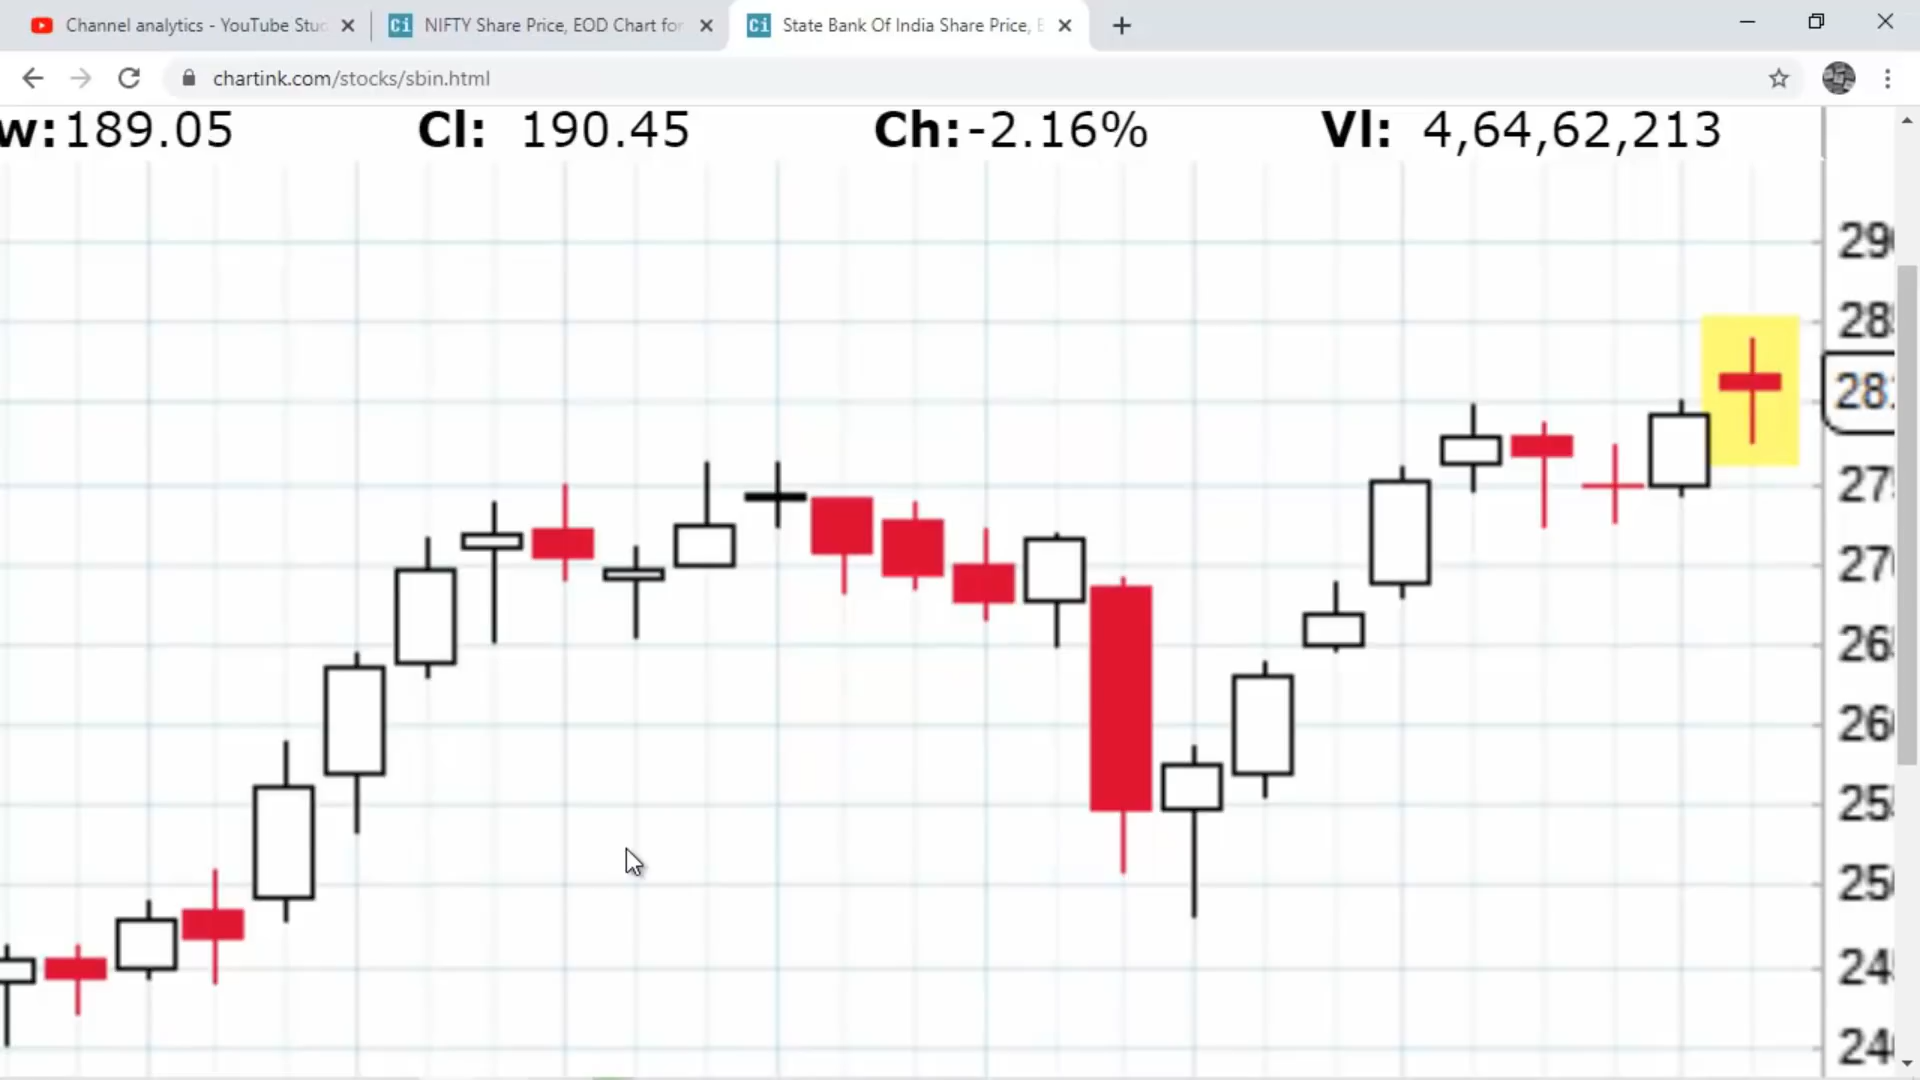 Channel analytics - YouTube Stu
Ci NIFTY Share Price, EOD Chart for
Ci State Bank Of India Share Price, E
chartink.com/stocks/sbin.html
w: 189.05 Cl: 190.45 Ch: -2.16% Vl: 4,64,62,213
29
28
28
27
27
26
26
25
25
24
24